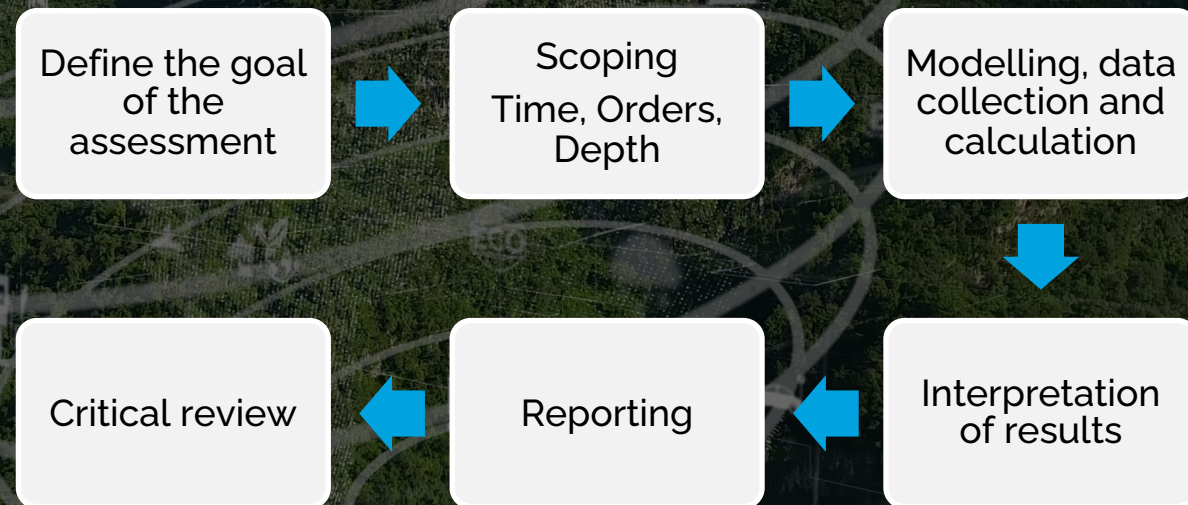 Define the goal
of the
assessment
Scoping
Time, Orders,
Depth
Modelling, data
collection and
calculation
Interpretation
of results
Reporting
Critical review
ECO